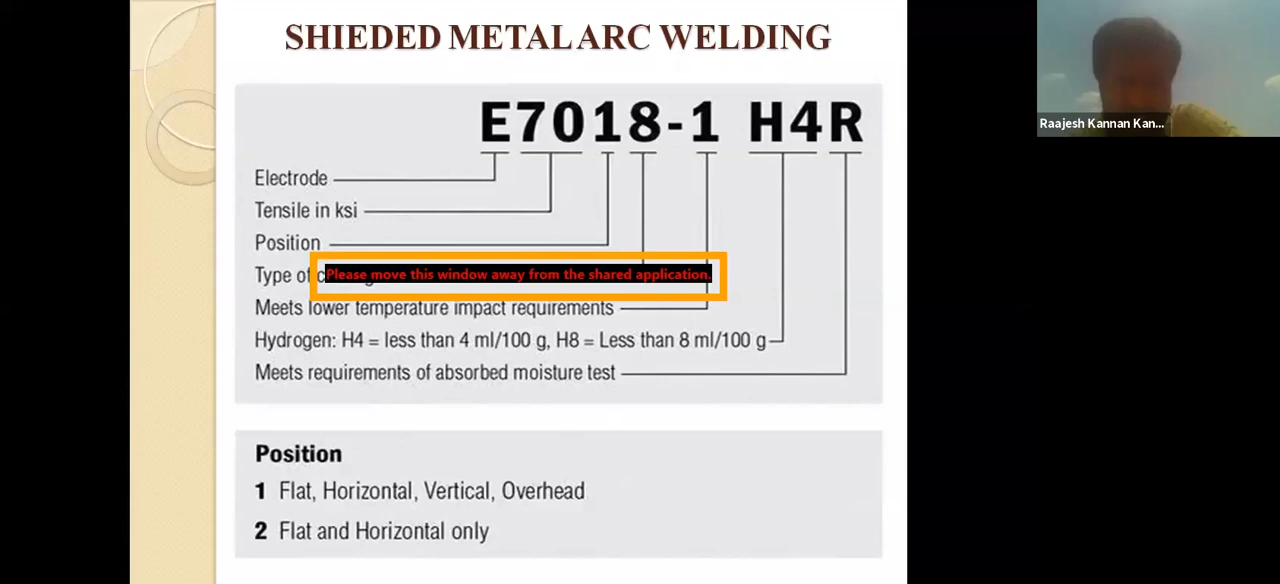 SHIEDED METAL ARC WELDING
E7018-1 H4R
Electrode
Tensile in ksi
Position
Type of
Please move this window away from the shared application.
Meets lower temperature impact requirements
Hydrogen: H4 = less than 4 ml/100 g, H8 = Less than 8 ml/100 g
Meets requirements of absorbed moisture test
Position
1 Flat, Horizontal, Vertical, Overhead
2 Flat and Horizontal only
Raajesh Kannan Kan...